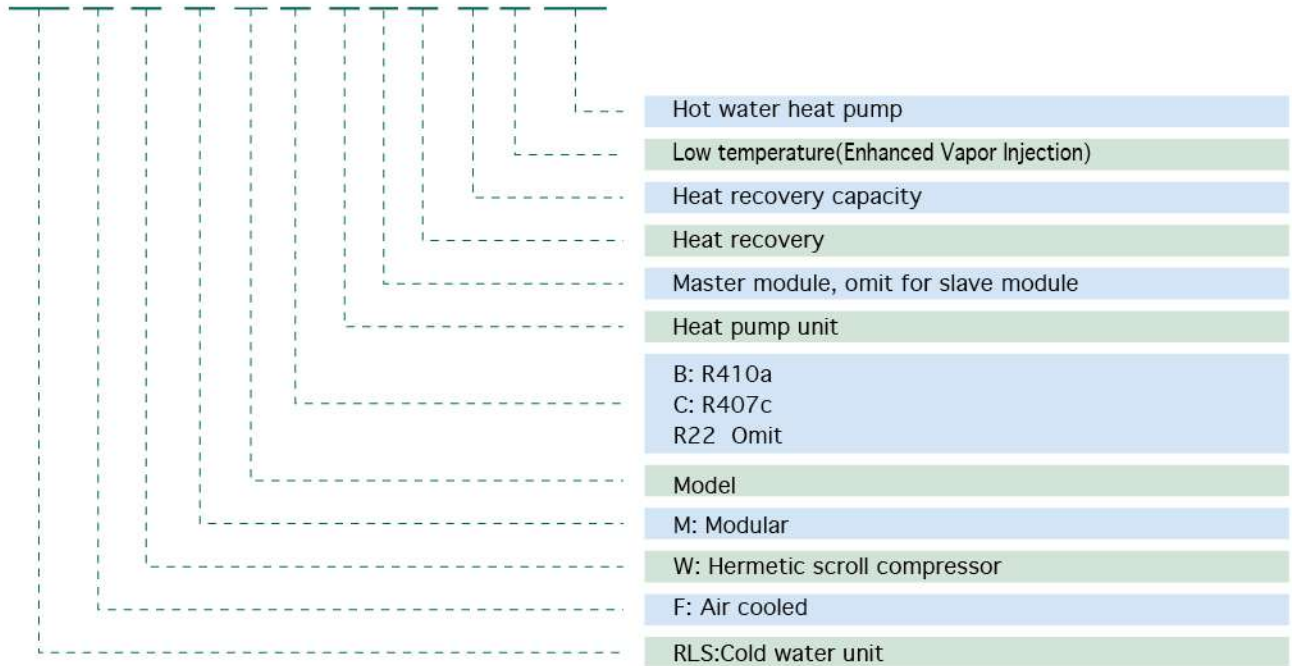 Hot water heat pump
Low temperature(Enhanced Vapor Injection)
Heat recovery capacity
Heat recovery
Master module, omit for slave module
Heat pump unit
B: R410a
C: R407c
R22  Omit
Model
M: Modular
W: Hermetic scroll compressor
F: Air cooled
RLS:Cold water unit